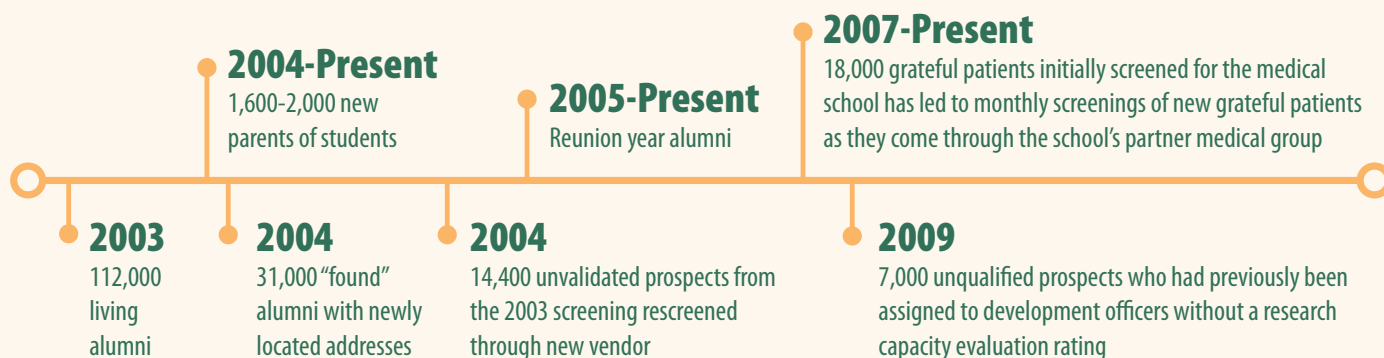 2004-Present
1,600-2,000 new
parents of students
2005-Present
Reunion year alumni
2007-Present
18,000 grateful patients initially screened for the medical
school has led to monthly screenings of new grateful patients
as they come through the school’s partner medical group
2003
112,000
living
alumni
2004
31,000 “found”
alumni with newly
located addresses
2004
14,400 unvalidated prospects from
the 2003 screening rescreened
through new vendor
2009
7,000 unqualified prospects who had previously been
assigned to development officers without a research
capacity evaluation rating